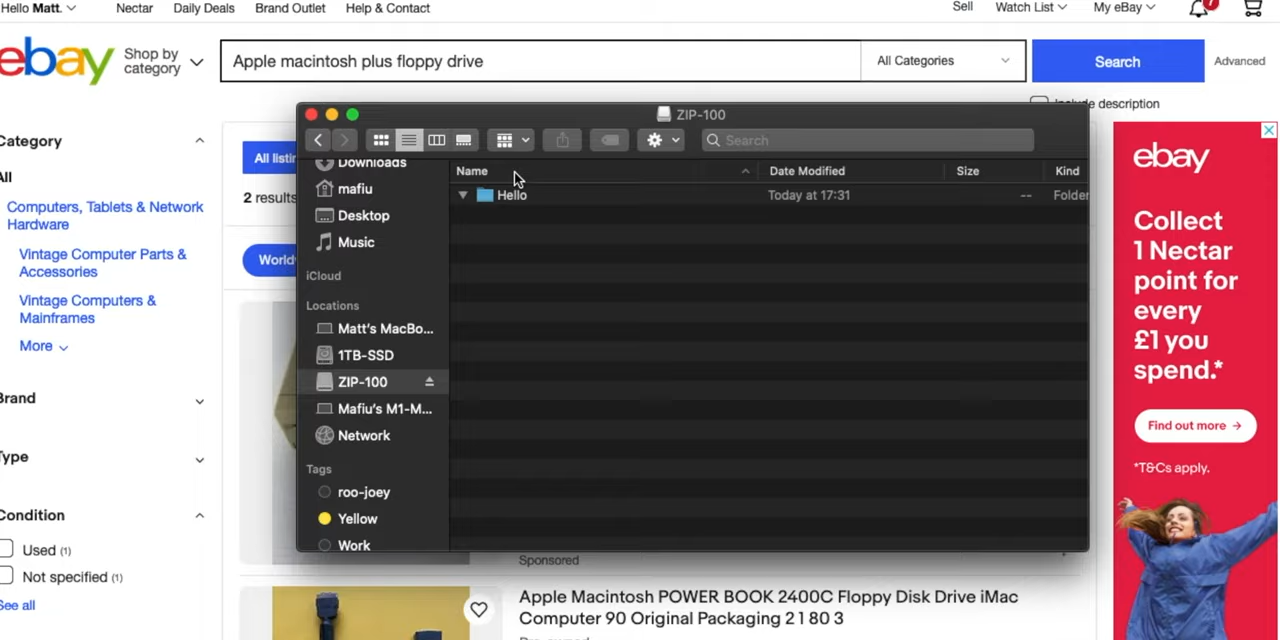 Hello Matt.
Nectar
Daily Deals
Brand Outlet
Help & Contact
Sell
Watch List
My eBay
ebay
Shop by
category
Apple macintosh plus floppy drive
All Categories
Search
Advanced
Include description
Category
All
Computers, Tablets & Network
Hardware
Vintage Computer Parts &
Accessories
Vintage Computers &
Mainframes
More
Brand
Type
Condition
Used (1)
Not specified (1)
See all
All listin
2 results
World
ZIP-100
Search
Downloads
mafiu
Desktop
Music
iCloud
Locations
Matt's MacBo...
1TB-SSD
ZIP-100
Mafiu's M1-M...
Network
Tags
roo-joey
Yellow
Work
Name
Date Modified
Size
Kind
Hello
Today at 17:31
--
Folder
Sponsored
Apple Macintosh POWER BOOK 2400C Floppy Disk Drive iMac
Computer 90 Original Packaging 2 1 80 3
ebay
Collect
1 Nectar
point for
every
£1 you
spend.*
Find out more →
*T&Cs apply.